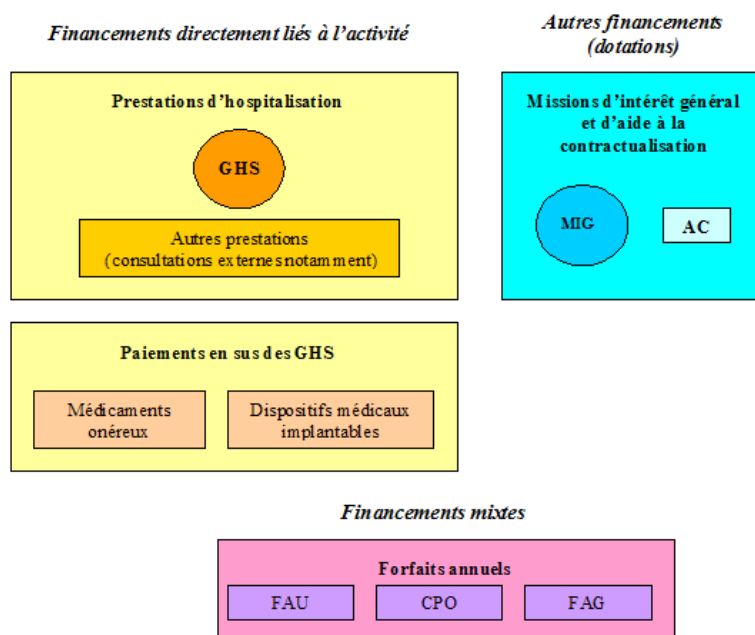 Financements directement liés à l'activité
Autres financements
(dotations)
Prestations d'hospitalisation
GHS
Autres prestations
(consultations externes notamment)
Missions d'intérêt général
et d'aide à la
contractualisation
MIG
AC
Paiements en sus des GHS
Médicaments
onéreux
Dispositifs médicaux
implantables
Financements mixtes
Forfaits annuels
FAU
CPO
FAG